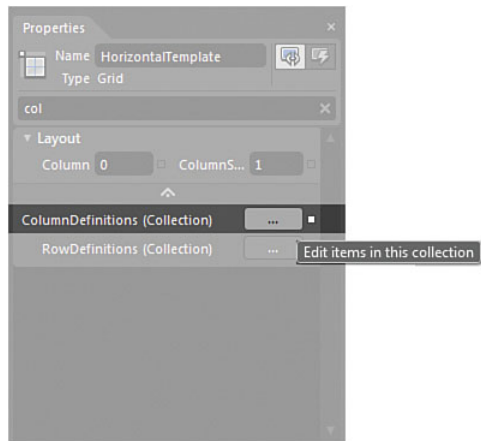 Properties
Name HorizontalTemplate
Type Grid
col
Layout
Column 0 ColumnS... 1
ColumnDefinitions (Collection) ...
RowDefinitions (Collection) ...
Edit items in this collection